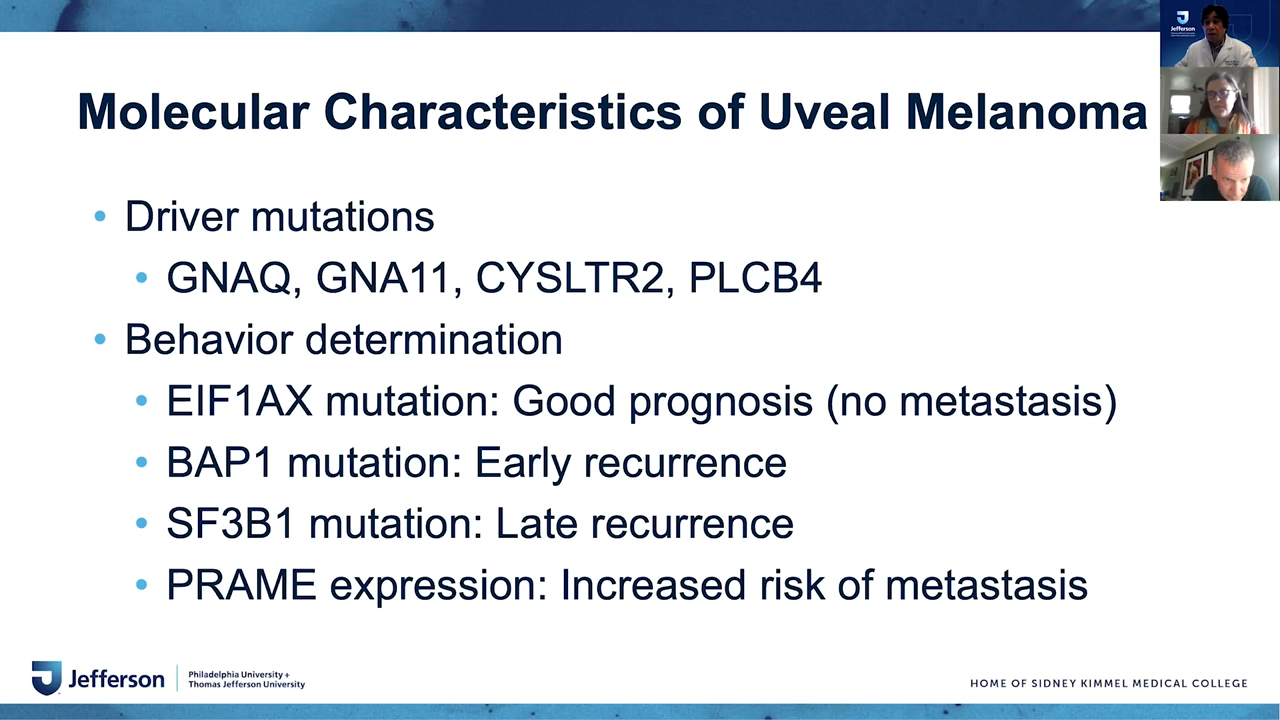 Molecular Characteristics of Uveal Melanoma
• Driver mutations
• GNAQ, GNA11, CYSLTR2, PLCB4
• Behavior determination
• EIF1AX mutation: Good prognosis (no metastasis)
• BAP1 mutation: Early recurrence
• SF3B1 mutation: Late recurrence
• PRAME expression: Increased risk of metastasis
Jefferson
Philadelphia University +
Thomas Jefferson University
HOME OF SIDNEY KIMMEL MEDICAL COLLEGE
Jefferson